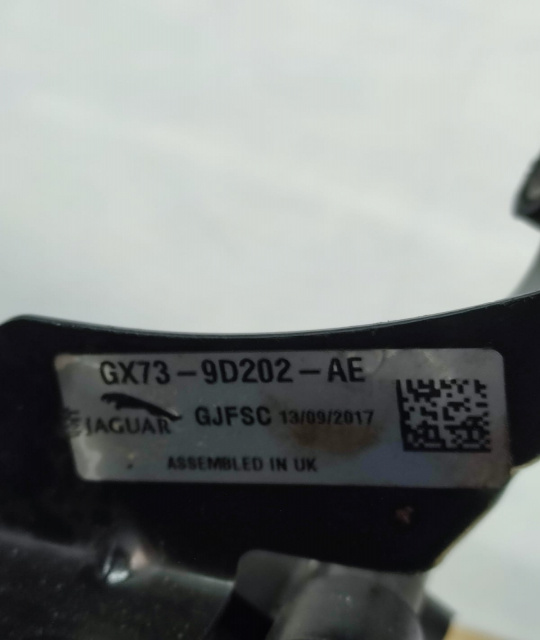 GX73-9D202-AE
JAGUAR GJFSC 13/09/2017
ASSEMBLED IN UK